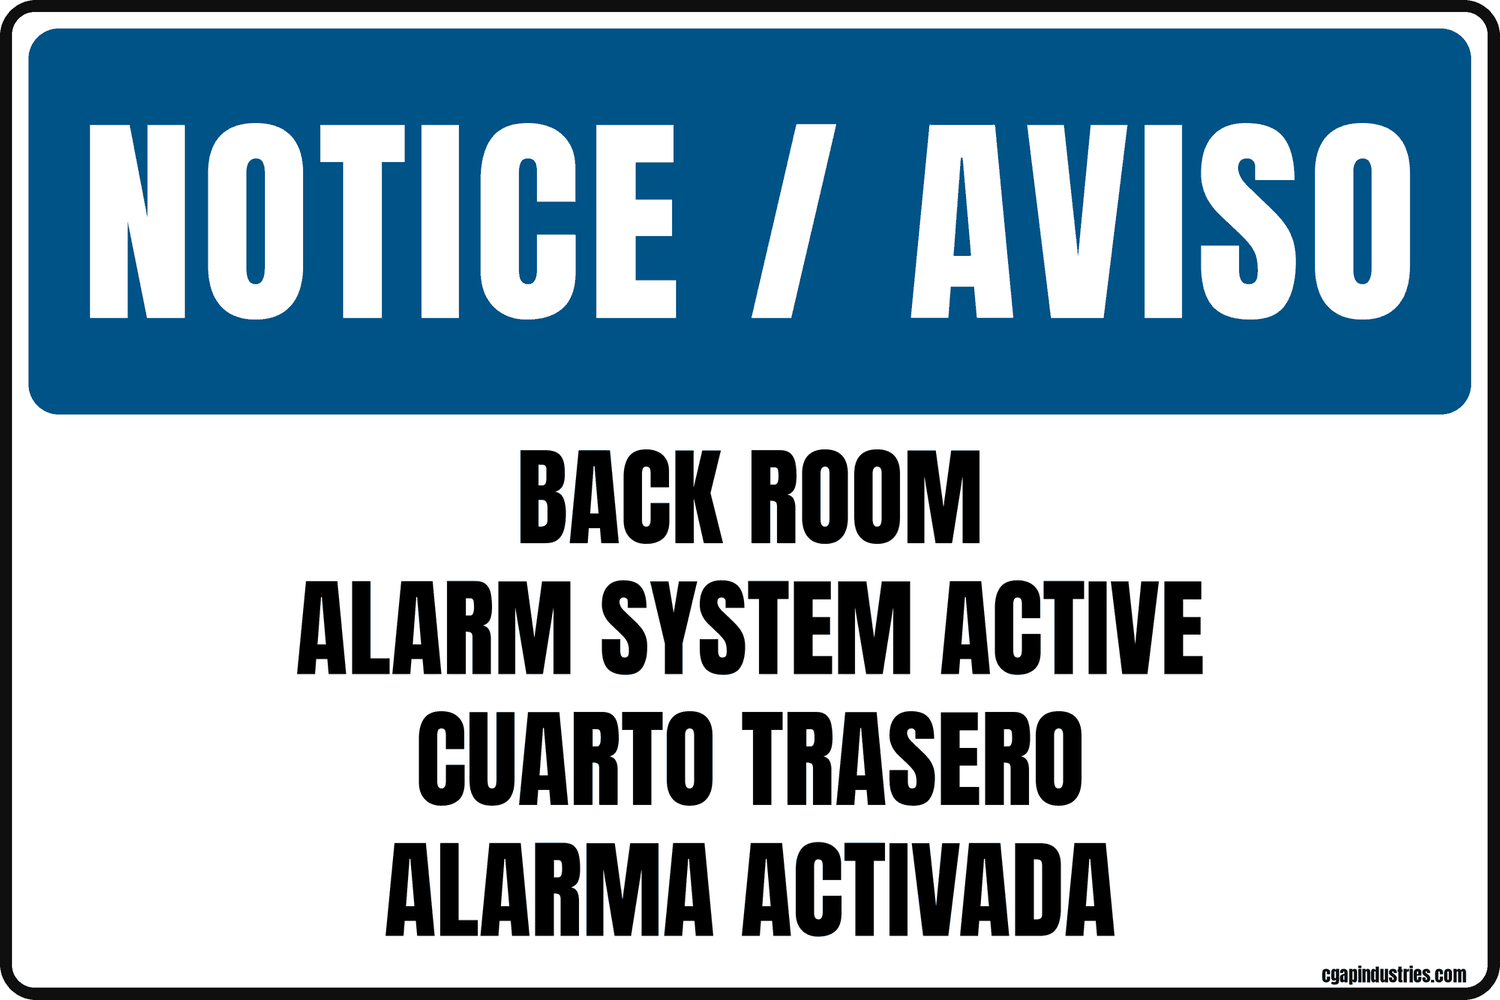 NOTICE / AVISO
BACK ROOM
ALARM SYSTEM ACTIVE
CUARTO TRASERO
ALARMA ACTIVADA
cgapindustries.com